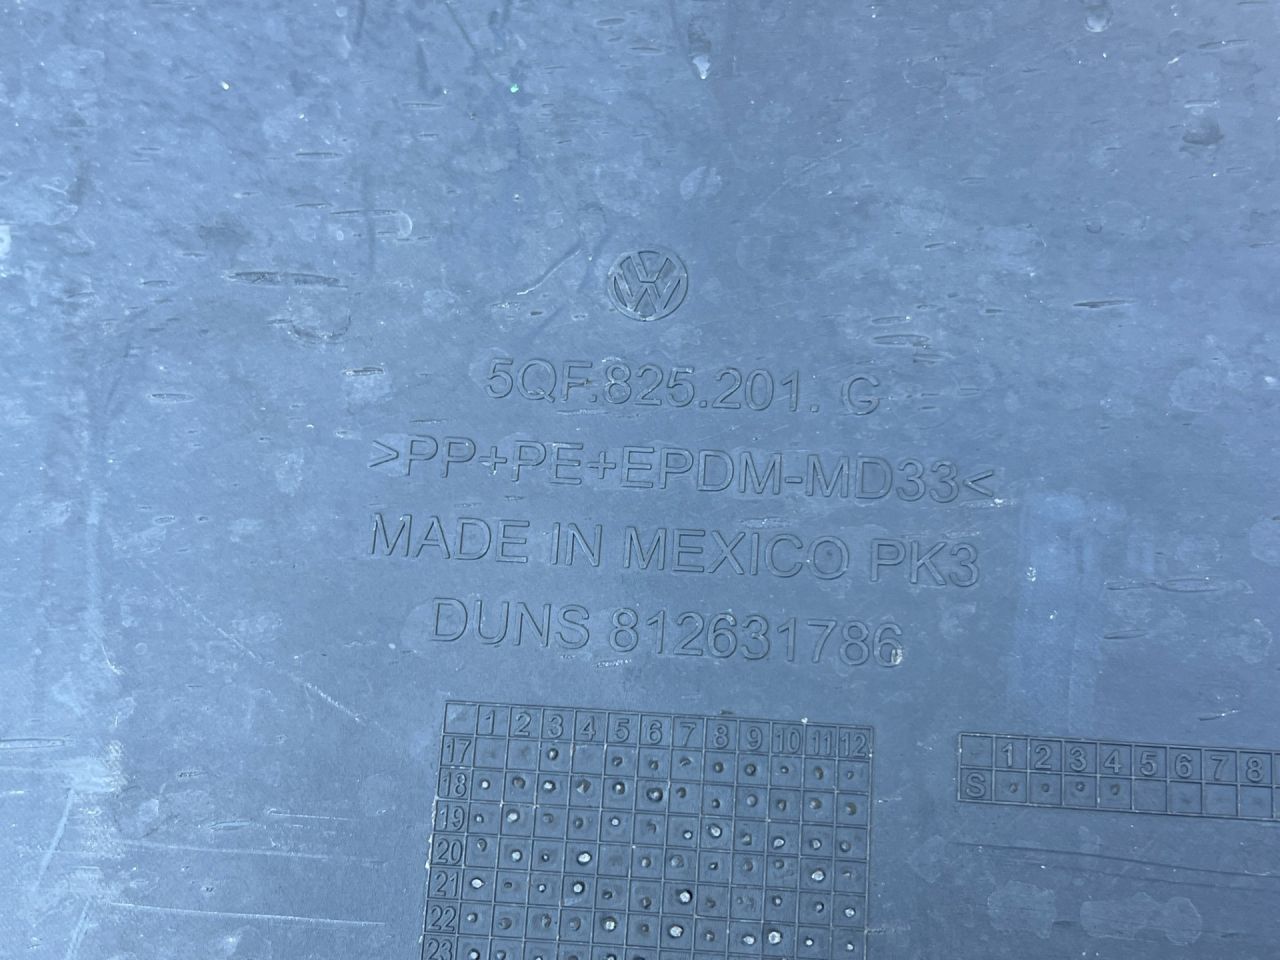 5QF.825.201. G
>PP+PE+EPDM-MD33<
MADE IN MEXICO PK3
DUNS 812631786
1 2 3 4 5 6 7 8 9 10 11 12
17
18
19
20
21
22
23
1 2 3 4 5 6 7 8
S